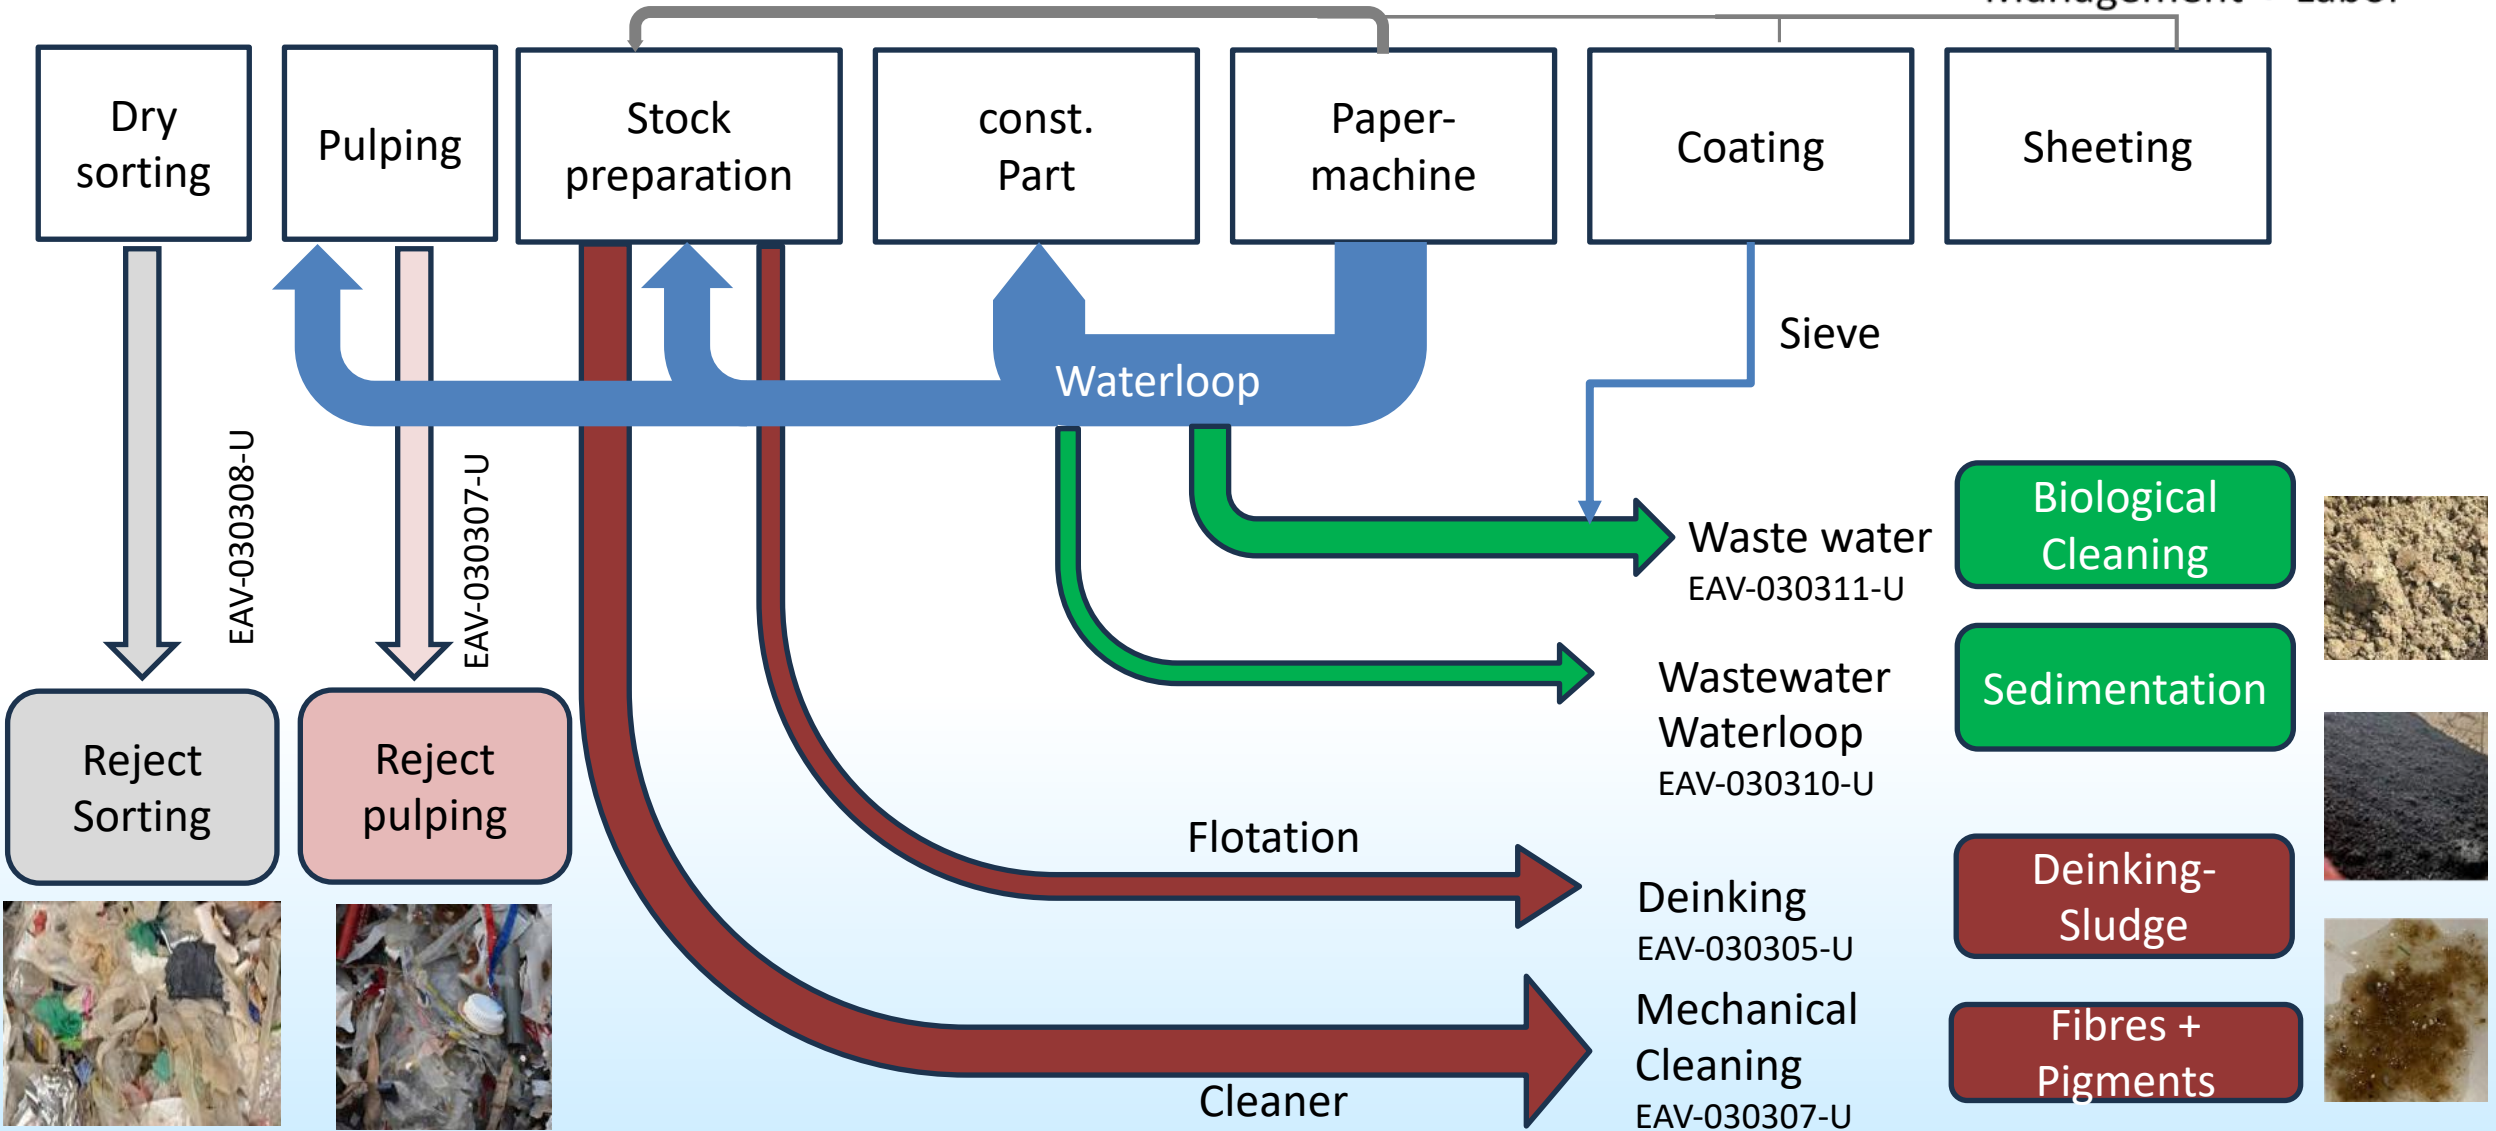 Management + Labor
Dry
sorting
Pulping
Stock
preparation
const.
Part
Paper-
machine
Coating
Sheeting
Sieve
Waterloop
EAV-030308-U
EAV-030307-U
Waste water
EAV-030311-U
Biological
Cleaning
Wastewater
Waterloop
EAV-030310-U
Sedimentation
Reject
Sorting
Reject
pulping
Flotation
Deinking
EAV-030305-U
Deinking-
Sludge
Cleaner
Mechanical
Cleaning
EAV-030307-U
Fibres +
Pigments